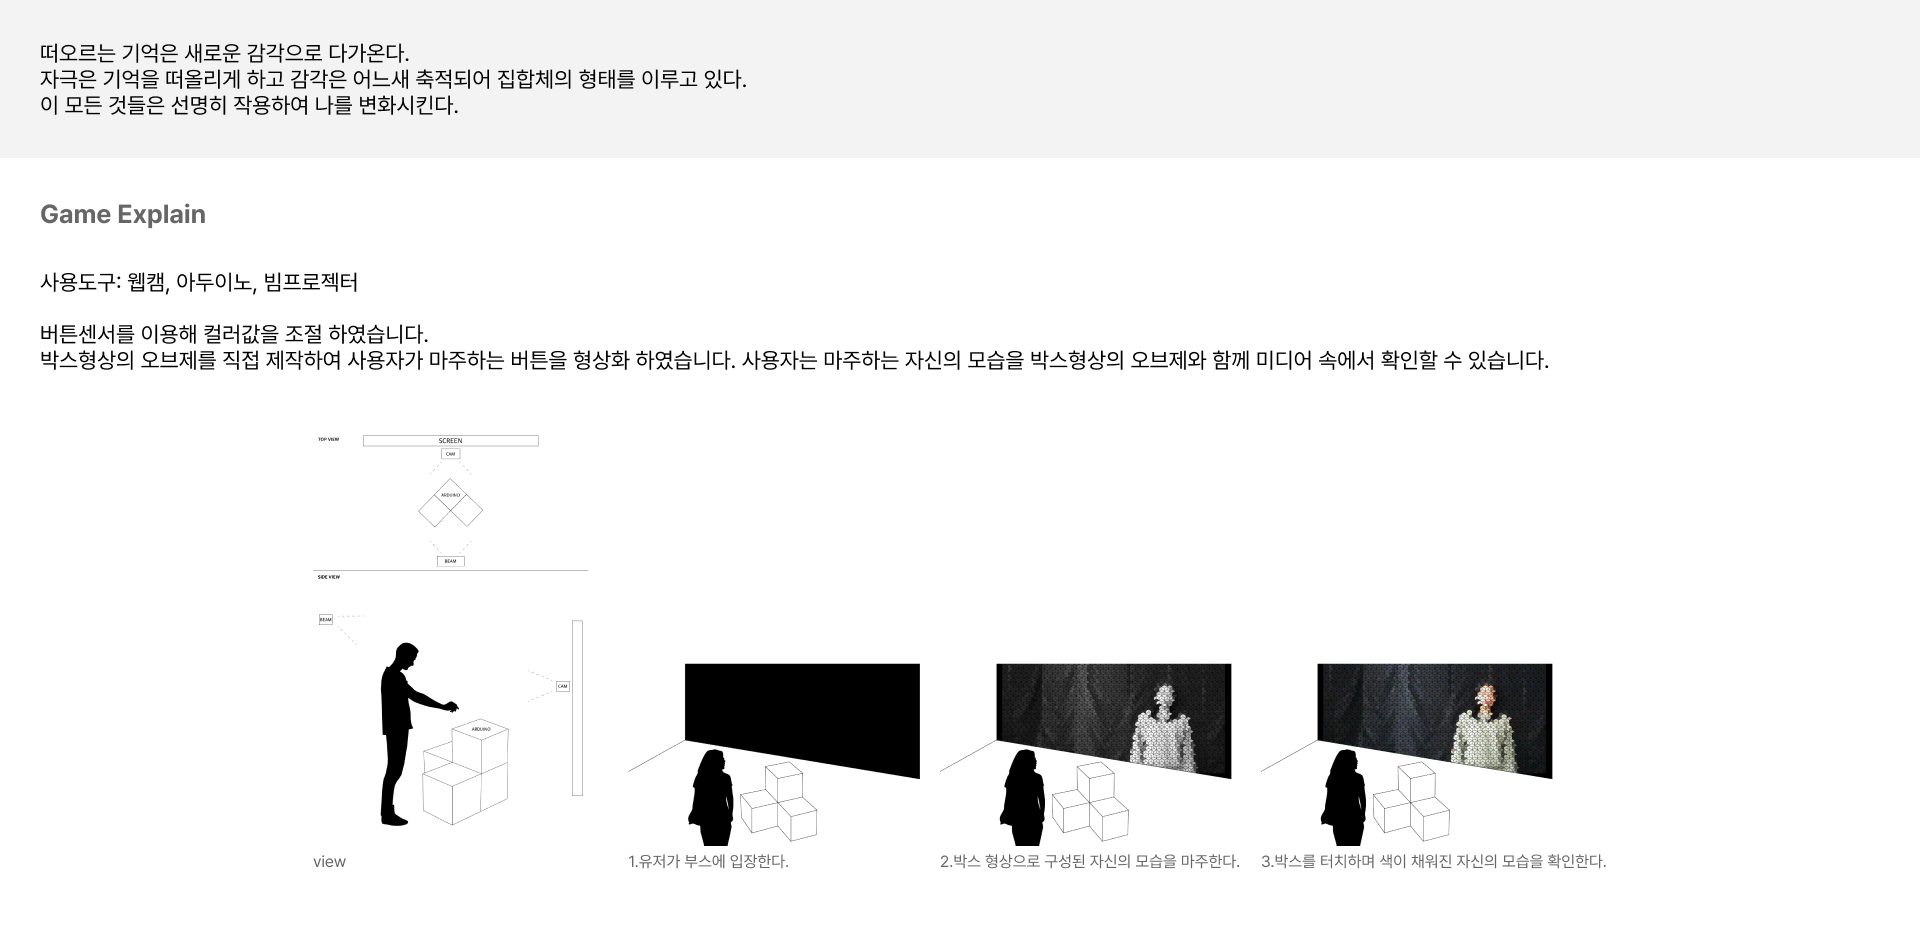 떠오르는 기억은 새로운 감각으로 다가온다.
자극은 기억을 떠올리게 하고 감각은 어느새 축적되어 집합체의 형태를 이루고 있다.
이 모든 것들은 선명히 작용하여 나를 변화시킨다.
Game Explain
사용도구: 웹캠, 아두이노, 빔프로젝터
버튼센서를 이용해 컬러값을 조절 하였습니다.
박스형상의 오브제를 직접 제작하여 사용자가 마주하는 버튼을 형상화 하였습니다. 사용자는 마주하는 자신의 모습을 박스형상의 오브제와 함께 미디어 속에서 확인할 수 있습니다.
TOP VIEW
SCREEN
CAM
ARDUINO
BEAM
SIDE VIEW
BEAM
CAM
ARDUINO
view
1.유저가 부스에 입장한다.
2.박스 형상으로 구성된 자신의 모습을 마주한다.
3.박스를 터치하며 색이 채워진 자신의 모습을 확인한다.